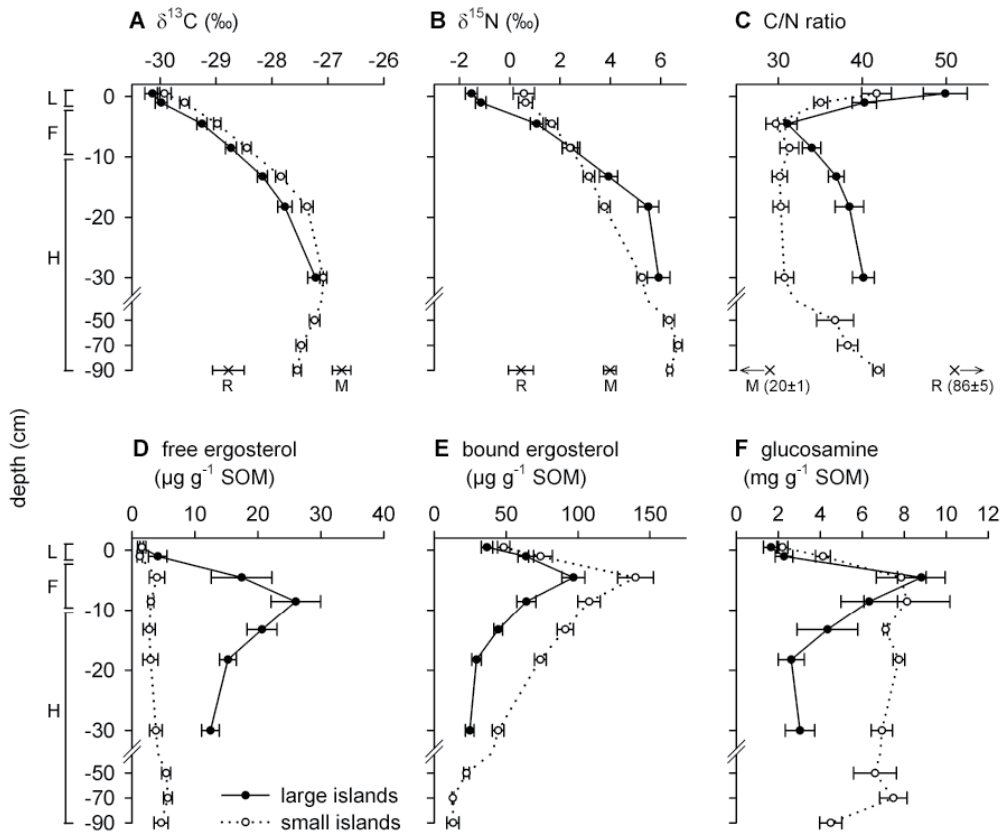 A δ¹³C (‰)
-30 -29 -28 -27 -26
B δ¹⁵N (‰)
-2 0 2 4 6
C C/N ratio
30 40 50
L
F
H
0
-10
-20
-30
-50
-70
-90
R
M
R
M
M (20±1)
R (86±5)
depth (cm)
D free ergosterol
(µg g⁻¹ SOM)
0 10 20 30 40
E bound ergosterol
(µg g⁻¹ SOM)
0 50 100 150
F glucosamine
(mg g⁻¹ SOM)
0 2 4 6 8 10 12
L
F
H
0
-10
-20
-30
-50
-70
-90
large islands
small islands